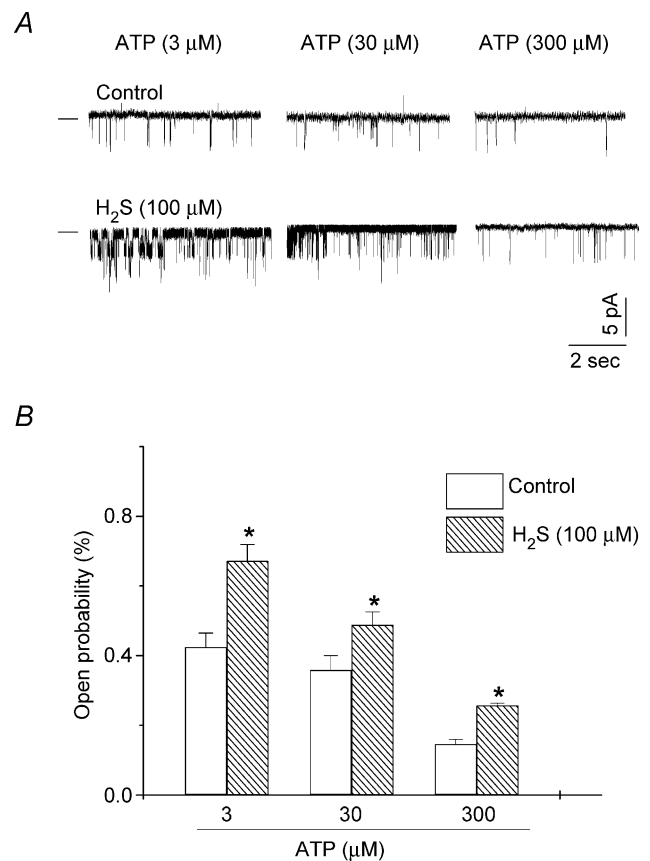 A
ATP (3 μM) ATP (30 μM) ATP (300 μM)
Control
H₂S (100 μM)
5 pA
2 sec
B
Open probability (%)
0.8
0.4
0.0
Control
H₂S (100 μM)
* * *
3 30 300
ATP (μM)